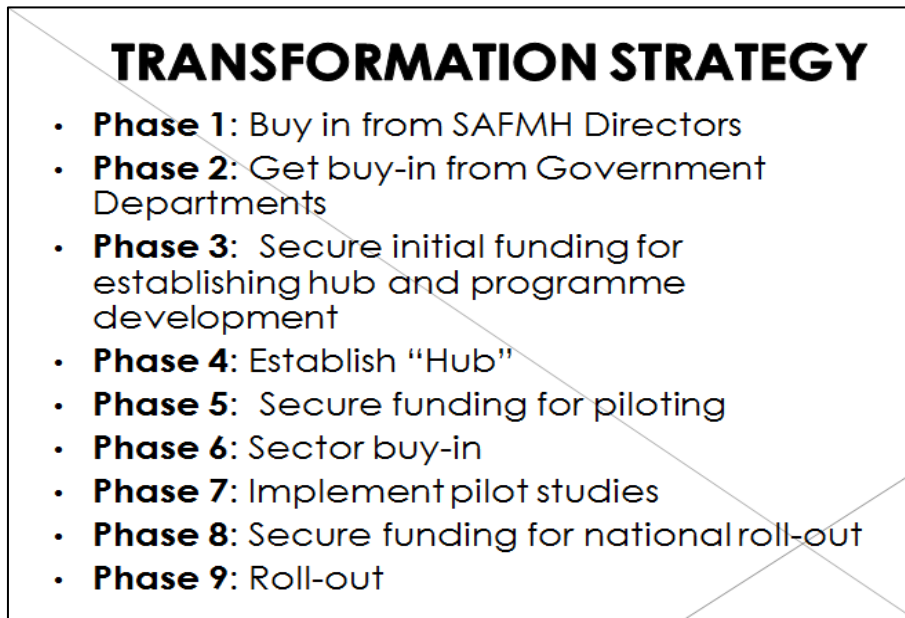 TRANSFORMATION STRATEGY
• Phase 1: Buy in from SAFMH Directors
• Phase 2: Get buy-in from Government
Departments
• Phase 3: Secure initial funding for
establishing hub and programme
development
• Phase 4: Establish “Hub”
• Phase 5: Secure funding for piloting
• Phase 6: Sector buy-in
• Phase 7: Implement pilot studies
• Phase 8: Secure funding for national roll-out
• Phase 9: Roll-out